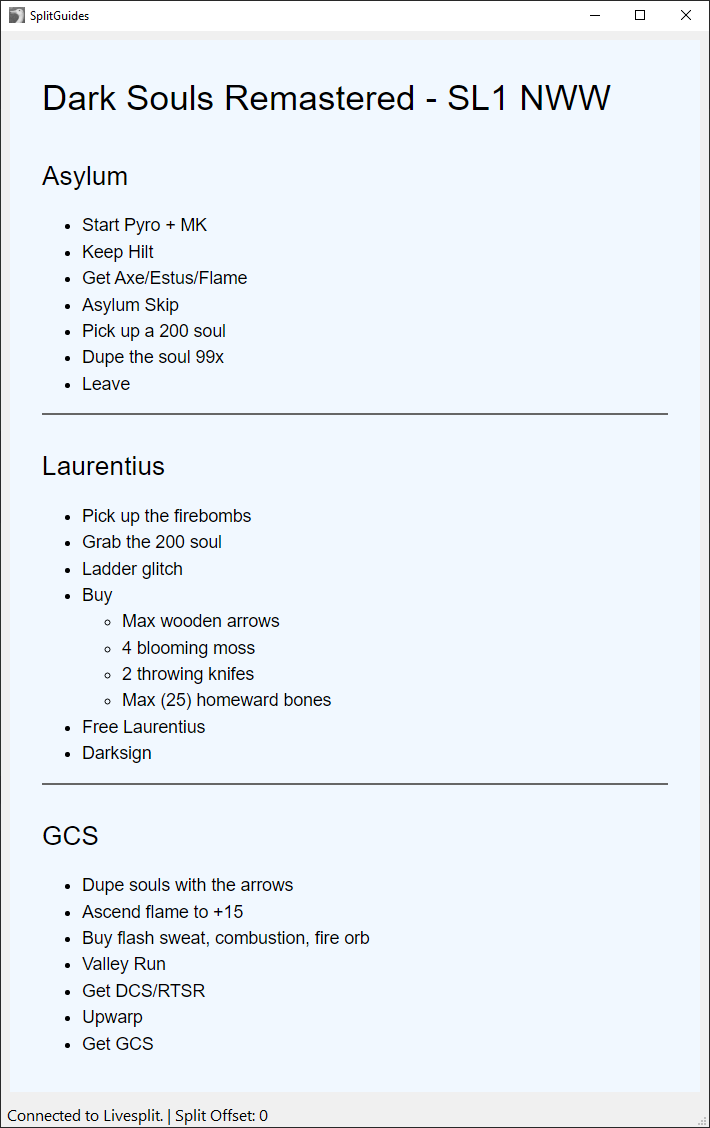 SplitGuides
Dark Souls Remastered - SL1 NWW
Asylum
Start Pyro + MK
Keep Hilt
Get Axe/Estus/Flame
Asylum Skip
Pick up a 200 soul
Dupe the soul 99x
Leave
Laurentius
Pick up the firebombs
Grab the 200 soul
Ladder glitch
Buy
Max wooden arrows
4 blooming moss
2 throwing knifes
Max (25) homeward bones
Free Laurentius
Darksign
GCS
Dupe souls with the arrows
Ascend flame to +15
Buy flash sweat, combustion, fire orb
Valley Run
Get DCS/RTSR
Upwarp
Get GCS
Connected to Livesplit. | Split Offset: 0